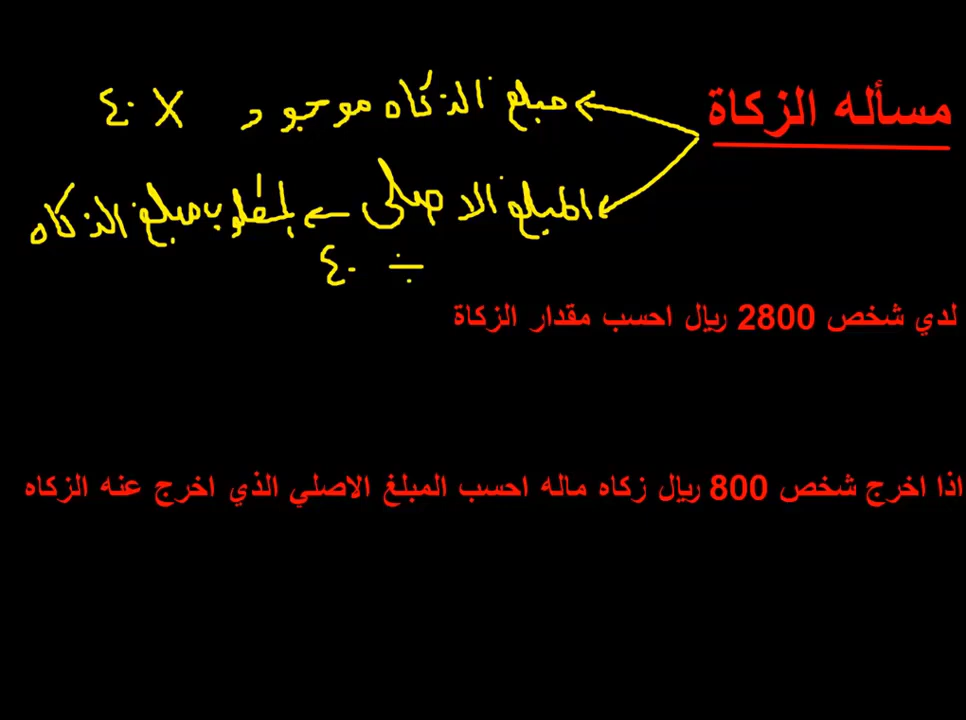 مسأله الزكاة
مبلغ الزكاه موجود X ٤٠
المبلغ الاصلي ← المطلوب مبلغ الزكاه
÷ ٤٠
لدي شخص 2800 ريال احسب مقدار الزكاة
اذا اخرج شخص 800 ريال زكاه ماله احسب المبلغ الاصلي الذي اخرج عنه الزكاه